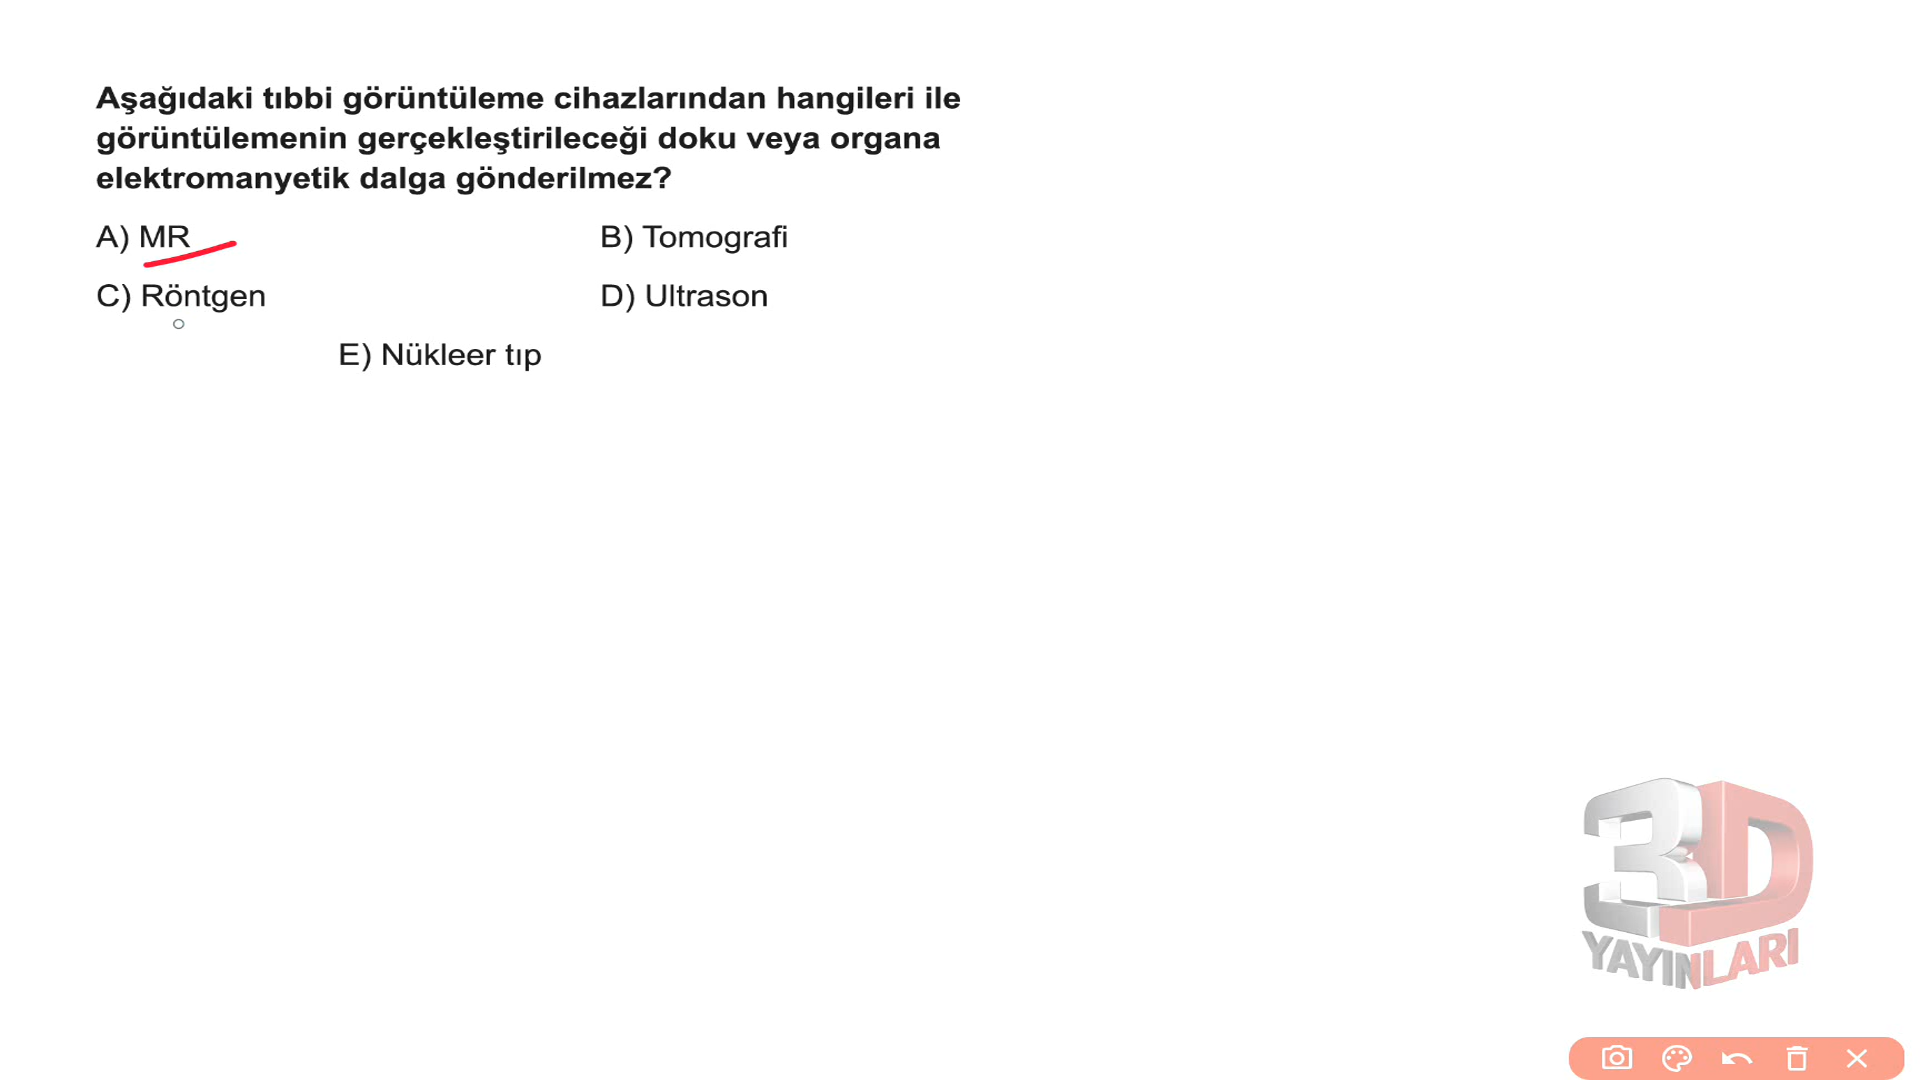 Aşağıdaki tıbbi görüntüleme cihazlarından hangileri ile
görüntülemenin gerçekleştirileceği doku veya organa
elektromanyetik dalga gönderilmez?
A) MR
B) Tomografi
C) Röntgen
D) Ultrason
E) Nükleer tıp
3D
YAYINLARI